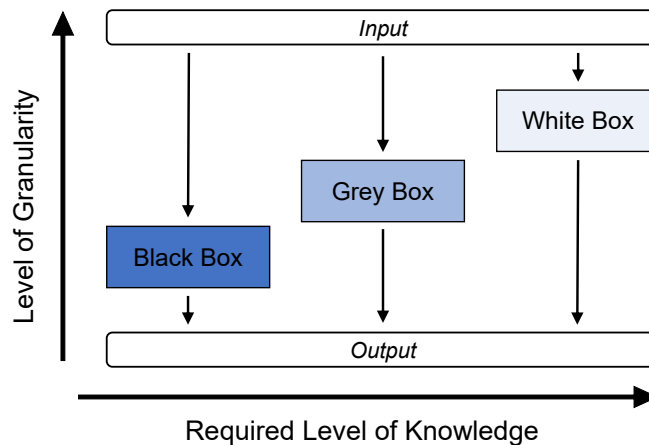 Input
White Box
Grey Box
Black Box
Output
Level of Granularity
Required Level of Knowledge